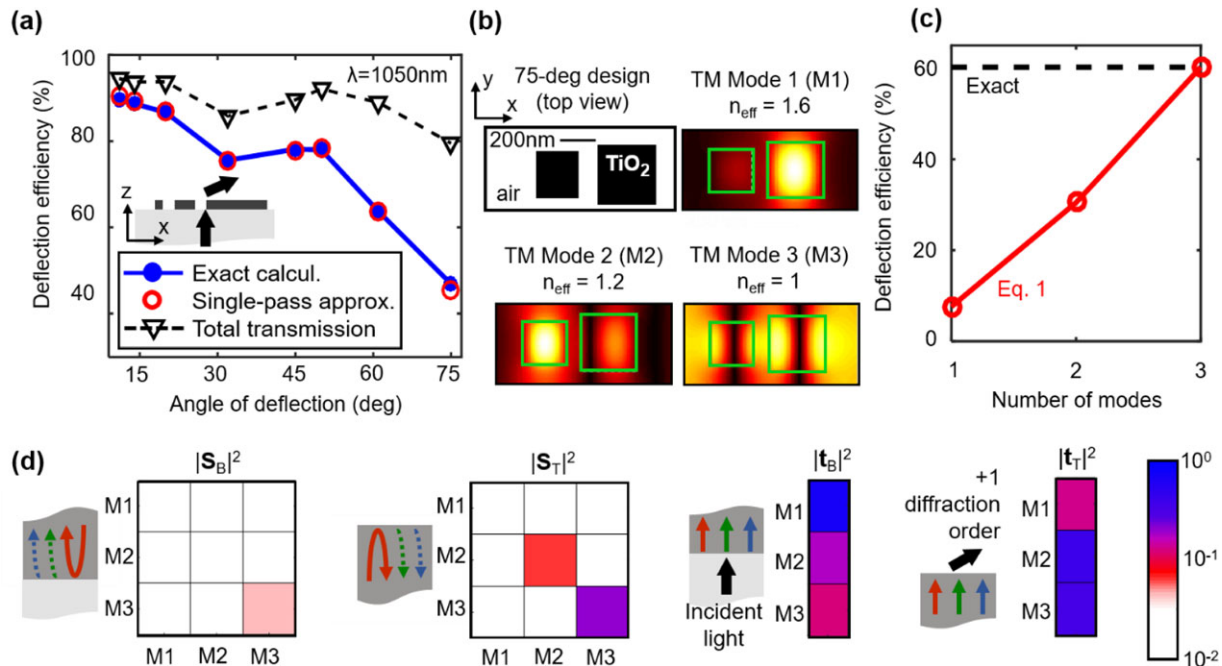 (a)
100
80
60
40
Deflection efficiency (%)
λ=1050nm
z
x
Exact calcul.
Single-pass approx.
Total transmission
15 30 45 60 75
Angle of deflection (deg)
(b)
y
x
75-deg design
(top view)
200nm
TiO2
air
TM Mode 1 (M1)
neff = 1.6
TM Mode 2 (M2)
neff = 1.2
TM Mode 3 (M3)
neff = 1
(c)
60
40
20
0
Deflection efficiency (%)
Exact
Eq. 1
1 2 3
Number of modes
(d)
|SB|²
M1
M2
M3
M1 M2 M3
|ST|²
M1
M2
M3
M1 M2 M3
|tB|²
M1
M2
M3
Incident
light
|tT|²
+1
diffraction
order
M1
M2
M3
10⁰
10⁻¹
10⁻²